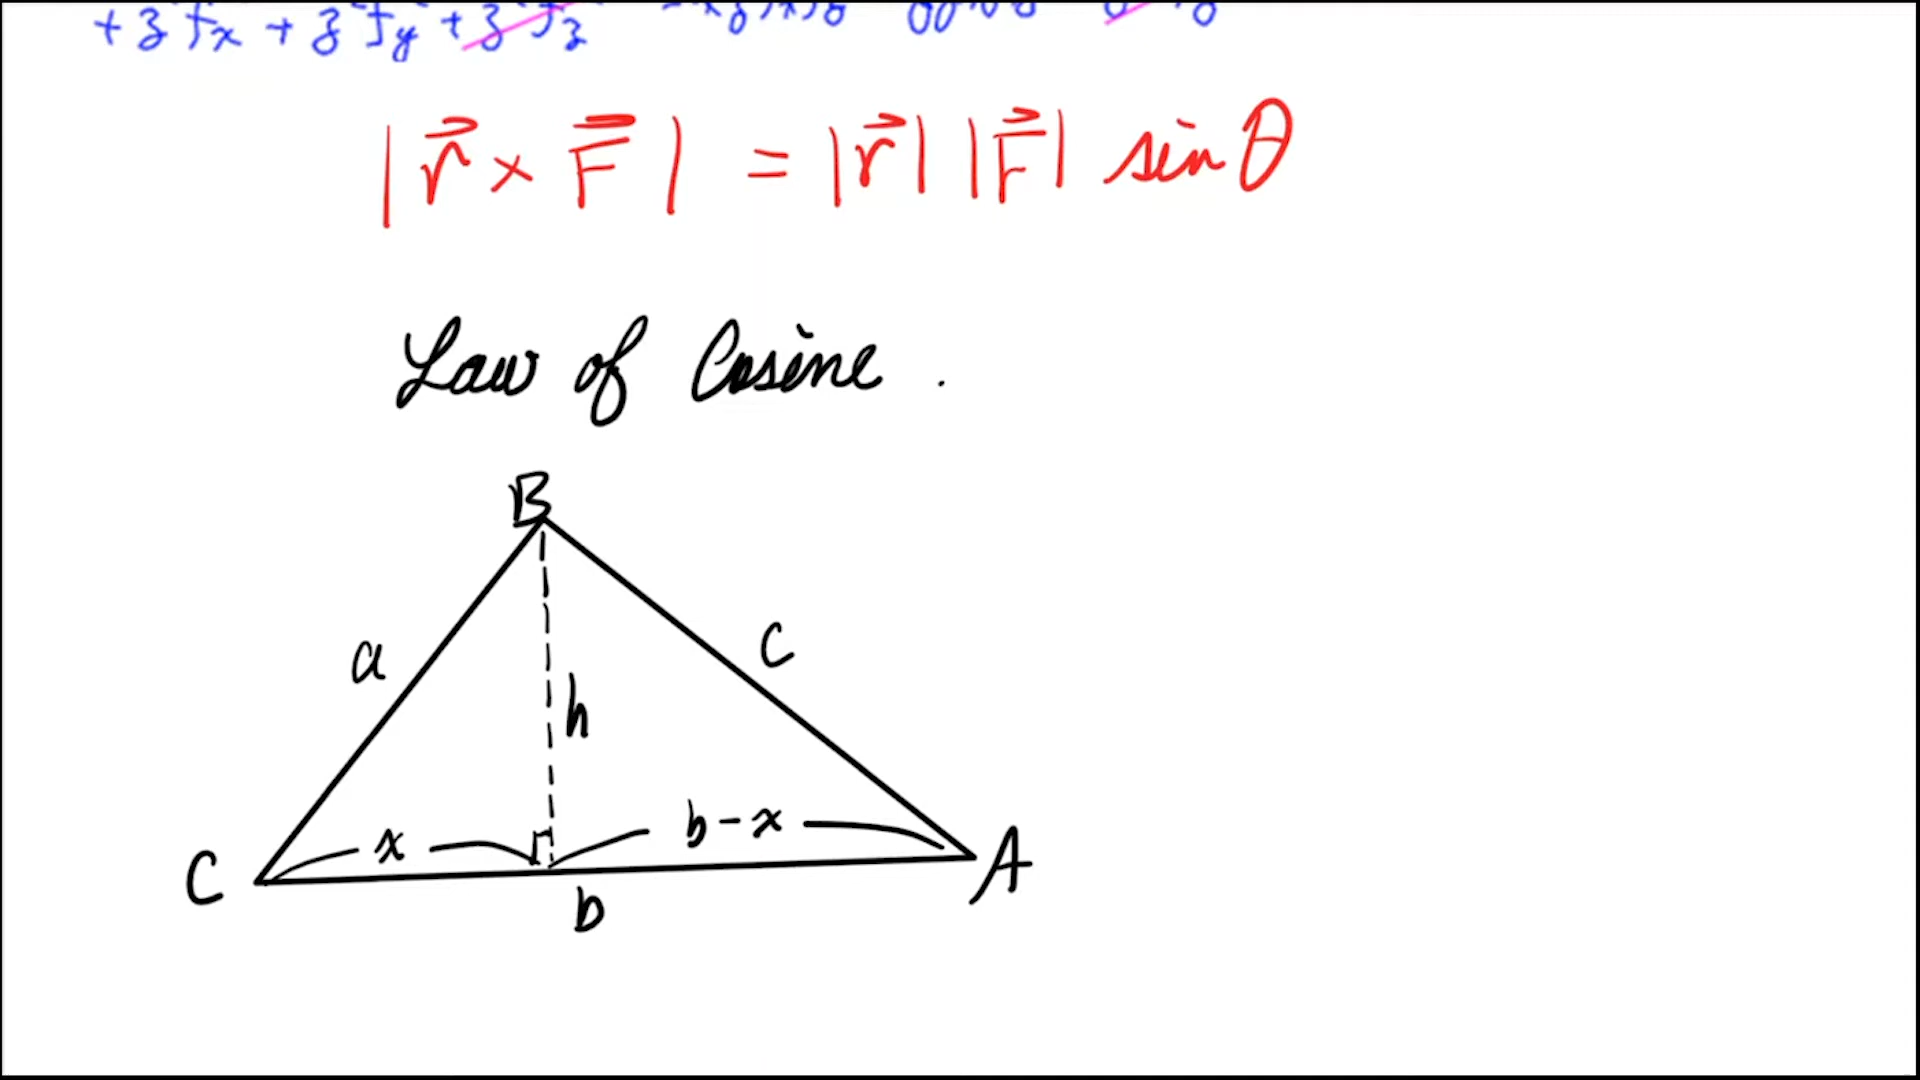 |r⃗ × F⃗| = |r⃗| |F⃗| sin θ
Law of Cosine .
B
a
c
h
x
b - x
C
A
b